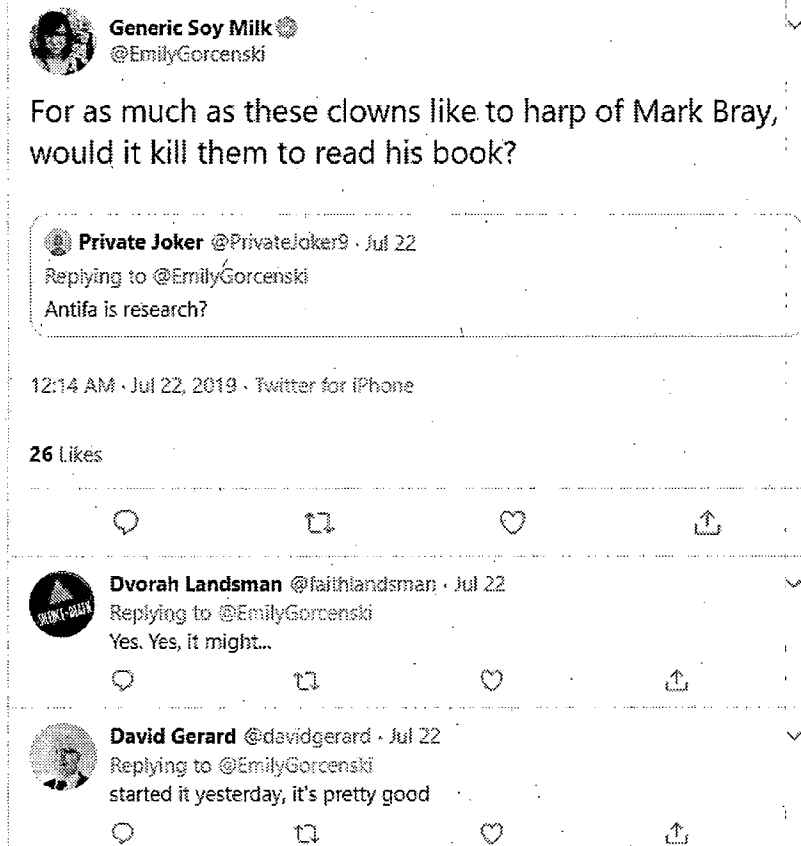 Generic Soy Milk
@EmilyGorcenski
For as much as these clowns like to harp of Mark Bray,
would it kill them to read his book?
Private Joker @PrivateJoker9 · Jul 22
Replying to @EmilyGorcenski
Antifa is research?
12:14 AM · Jul 22, 2019 · Twitter for iPhone
26 Likes
SILENCE=DEATH
Dvorah Landsman @faithlandsman · Jul 22
Replying to @EmilyGorcenski
Yes. Yes, it might...
David Gerard @davidgerard · Jul 22
Replying to @EmilyGorcenski
started it yesterday, it's pretty good